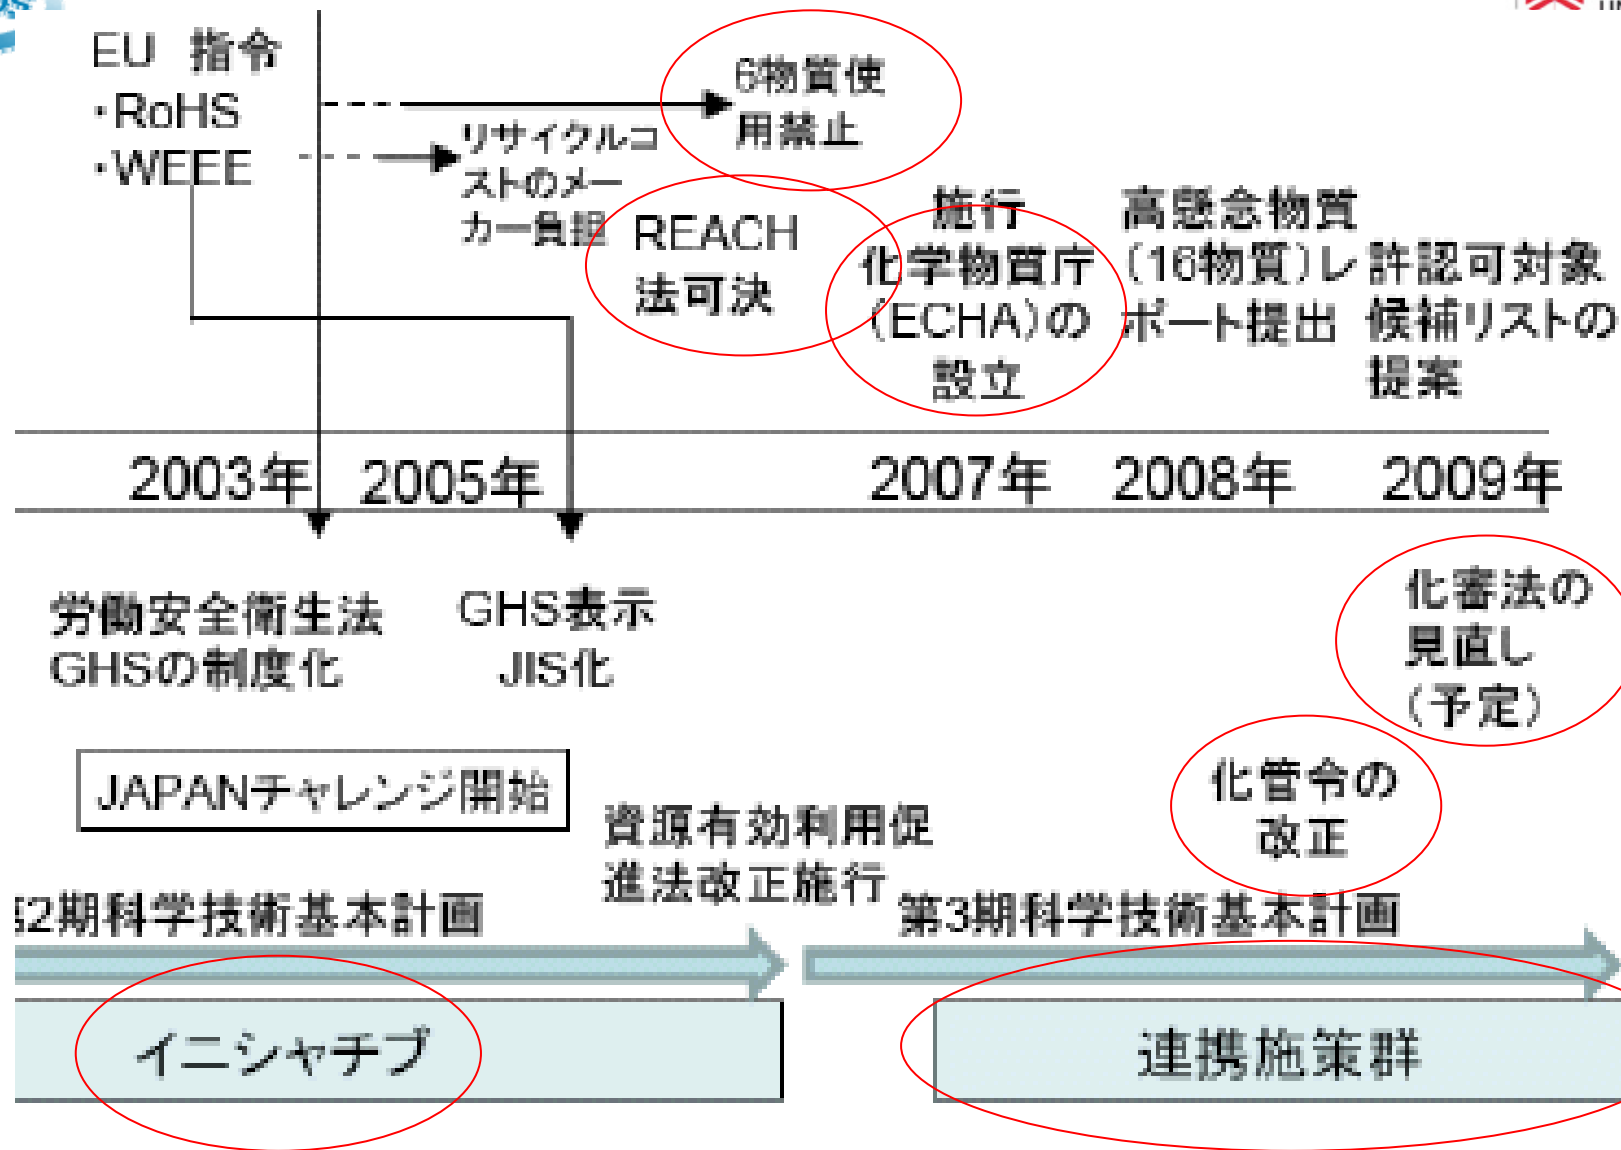 EU 指令
・RoHS
・WEEE
6物質使
用禁止
リサイクルコ
ストのメー
カー負担
REACH
法可決
施行
化学物質庁
(ECHA)の
設立
高懸念物質
(16物質)レ
ポート提出
許認可対象
候補リストの
提案
2003年
2005年
2007年
2008年
2009年
労働安全衛生法
GHSの制度化
GHS表示
JIS化
化審法の
見直し
(予定)
JAPANチャレンジ開始
化管令の
改正
資源有効利用促
進法改正施行
2期科学技術基本計画
第3期科学技術基本計画
イニシャチブ
連携施策群